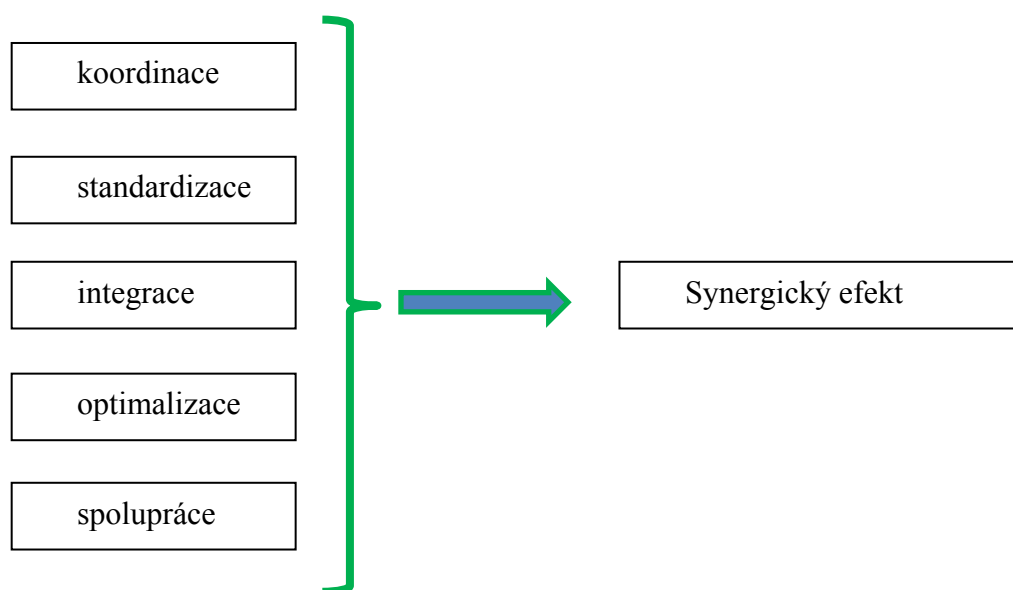 koordinace
standardizace
integrace
Synergický efekt
optimalizace
spolupráce